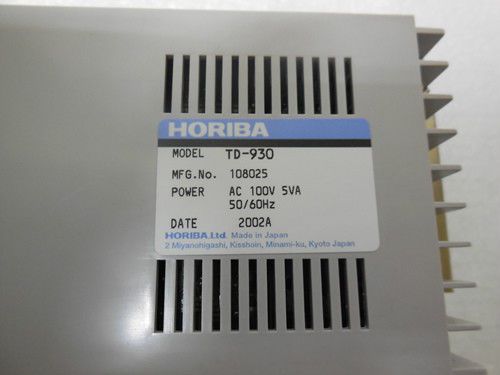 HORIBA
MODEL TD-930
MFG.No. 108025
POWER AC 100V 5VA
50/60Hz
DATE 2002A
HORIBA.Ltd. Made in Japan
2 Miyanohigashi, Kisshoin, Minami-ku, Kyoto Japan